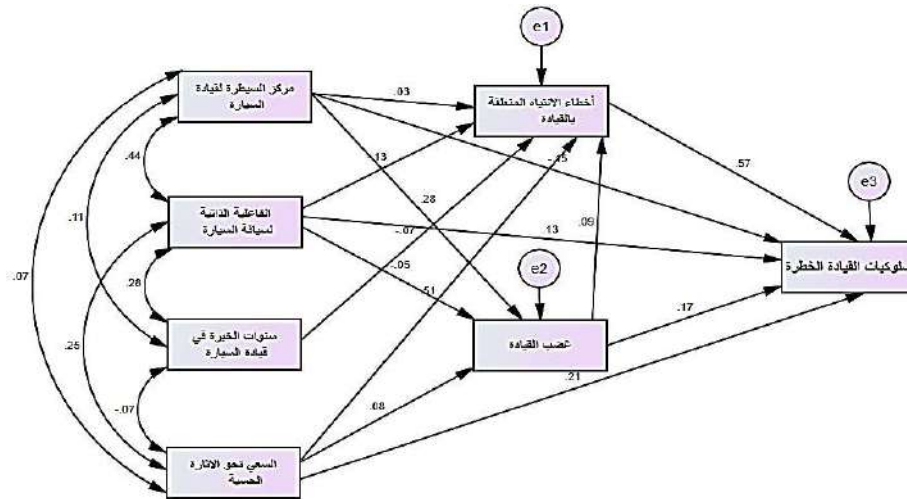 e1
مركز السيطرة لقيادة
السيارة
.03
أخطاء الانتباه المتعلقة
بالقيادة
.44
.13
-.15
.57
e3
.11
الفاعلية الذاتية
لسياقة السيارة
.28
.09
.07
-.07
.13
سلوكيات القيادة الخطرة
.28
-.05
e2
.51
.25
سنوات الخبرة في
قيادة السيارة
غضب القيادة
.17
-.07
.21
.08
السعي نحو الاثارة
الحسية